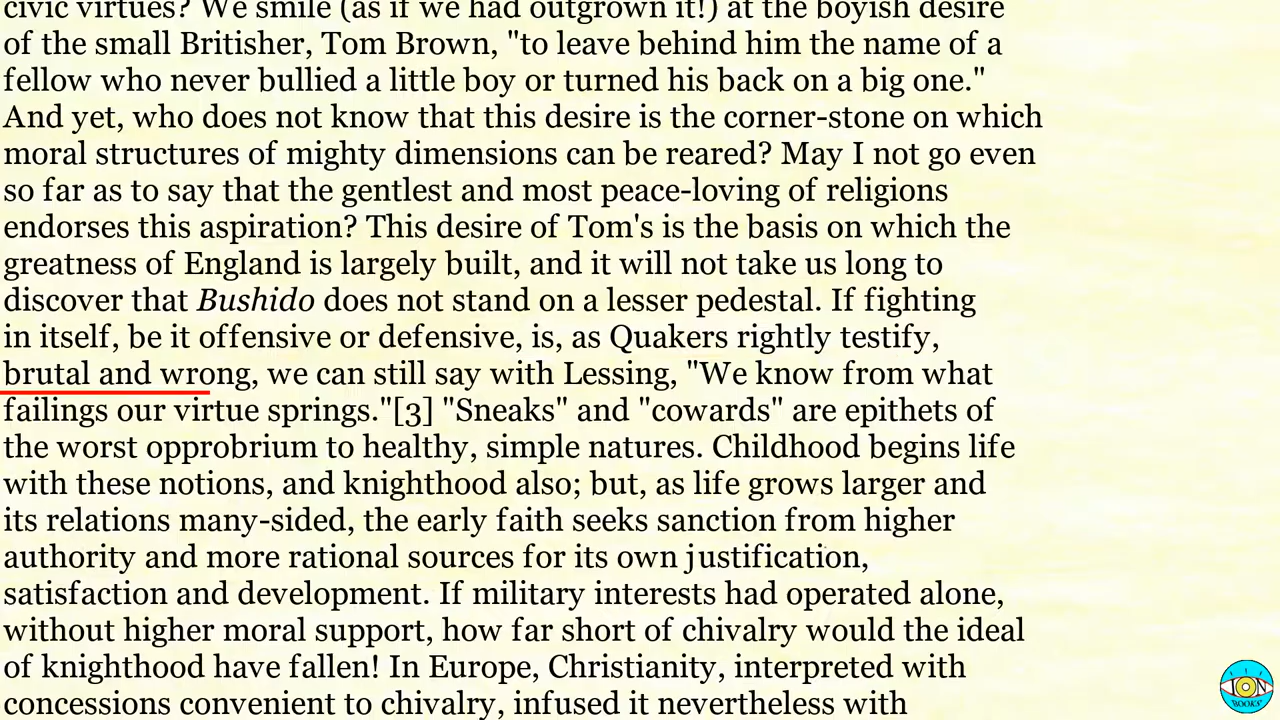 civic virtues? We smile (as if we had outgrown it!) at the boyish desire
of the small Britisher, Tom Brown, "to leave behind him the name of a
fellow who never bullied a little boy or turned his back on a big one."
And yet, who does not know that this desire is the corner-stone on which
moral structures of mighty dimensions can be reared? May I not go even
so far as to say that the gentlest and most peace-loving of religions
endorses this aspiration? This desire of Tom's is the basis on which the
greatness of England is largely built, and it will not take us long to
discover that Bushido does not stand on a lesser pedestal. If fighting
in itself, be it offensive or defensive, is, as Quakers rightly testify,
brutal and wrong, we can still say with Lessing, "We know from what
failings our virtue springs."[3] "Sneaks" and "cowards" are epithets of
the worst opprobrium to healthy, simple natures. Childhood begins life
with these notions, and knighthood also; but, as life grows larger and
its relations many-sided, the early faith seeks sanction from higher
authority and more rational sources for its own justification,
satisfaction and development. If military interests had operated alone,
without higher moral support, how far short of chivalry would the ideal
of knighthood have fallen! In Europe, Christianity, interpreted with
concessions convenient to chivalry, infused it nevertheless with
ION
BOOKS